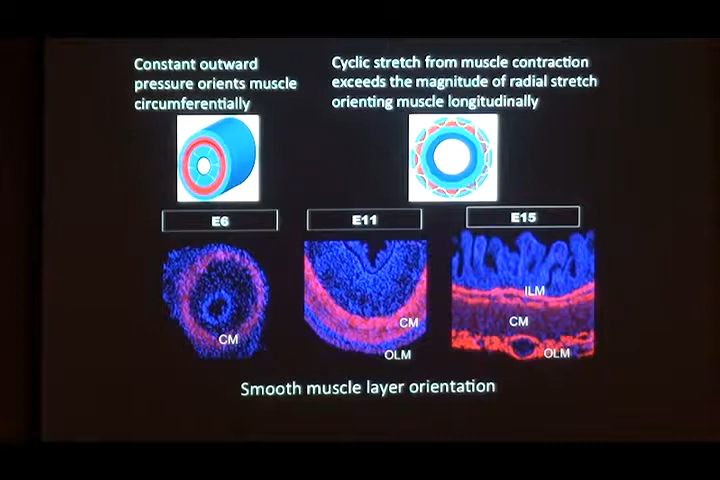 Constant outward
pressure orients muscle
circumferentially
Cyclic stretch from muscle contraction
exceeds the magnitude of radial stretch
orienting muscle longitudinally
E6
E11
E15
CM
CM
OLM
ILM
CM
OLM
Smooth muscle layer orientation